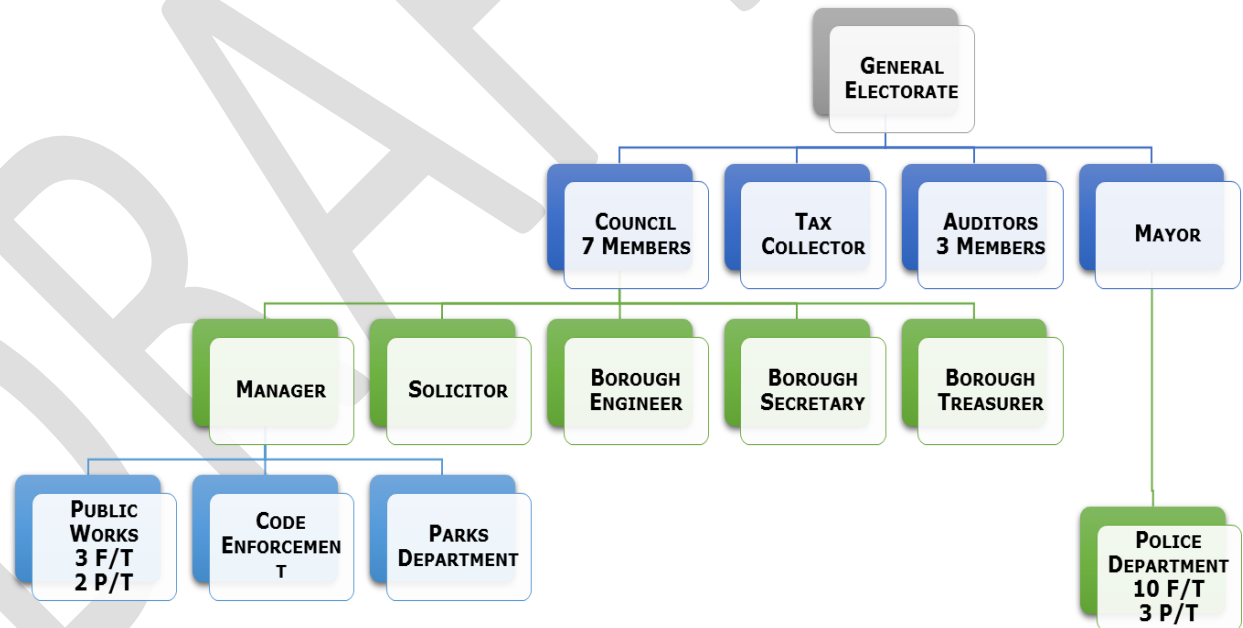 DRAFT
GENERAL
ELECTORATE
COUNCIL
7 MEMBERS
TAX
COLLECTOR
AUDITORS
3 MEMBERS
MAYOR
MANAGER
SOLICITOR
BOROUGH
ENGINEER
BOROUGH
SECRETARY
BOROUGH
TREASURER
PUBLIC
WORKS
3 F/T
2 P/T
CODE
ENFORCEMEN
T
PARKS
DEPARTMENT
POLICE
DEPARTMENT
10 F/T
3 P/T